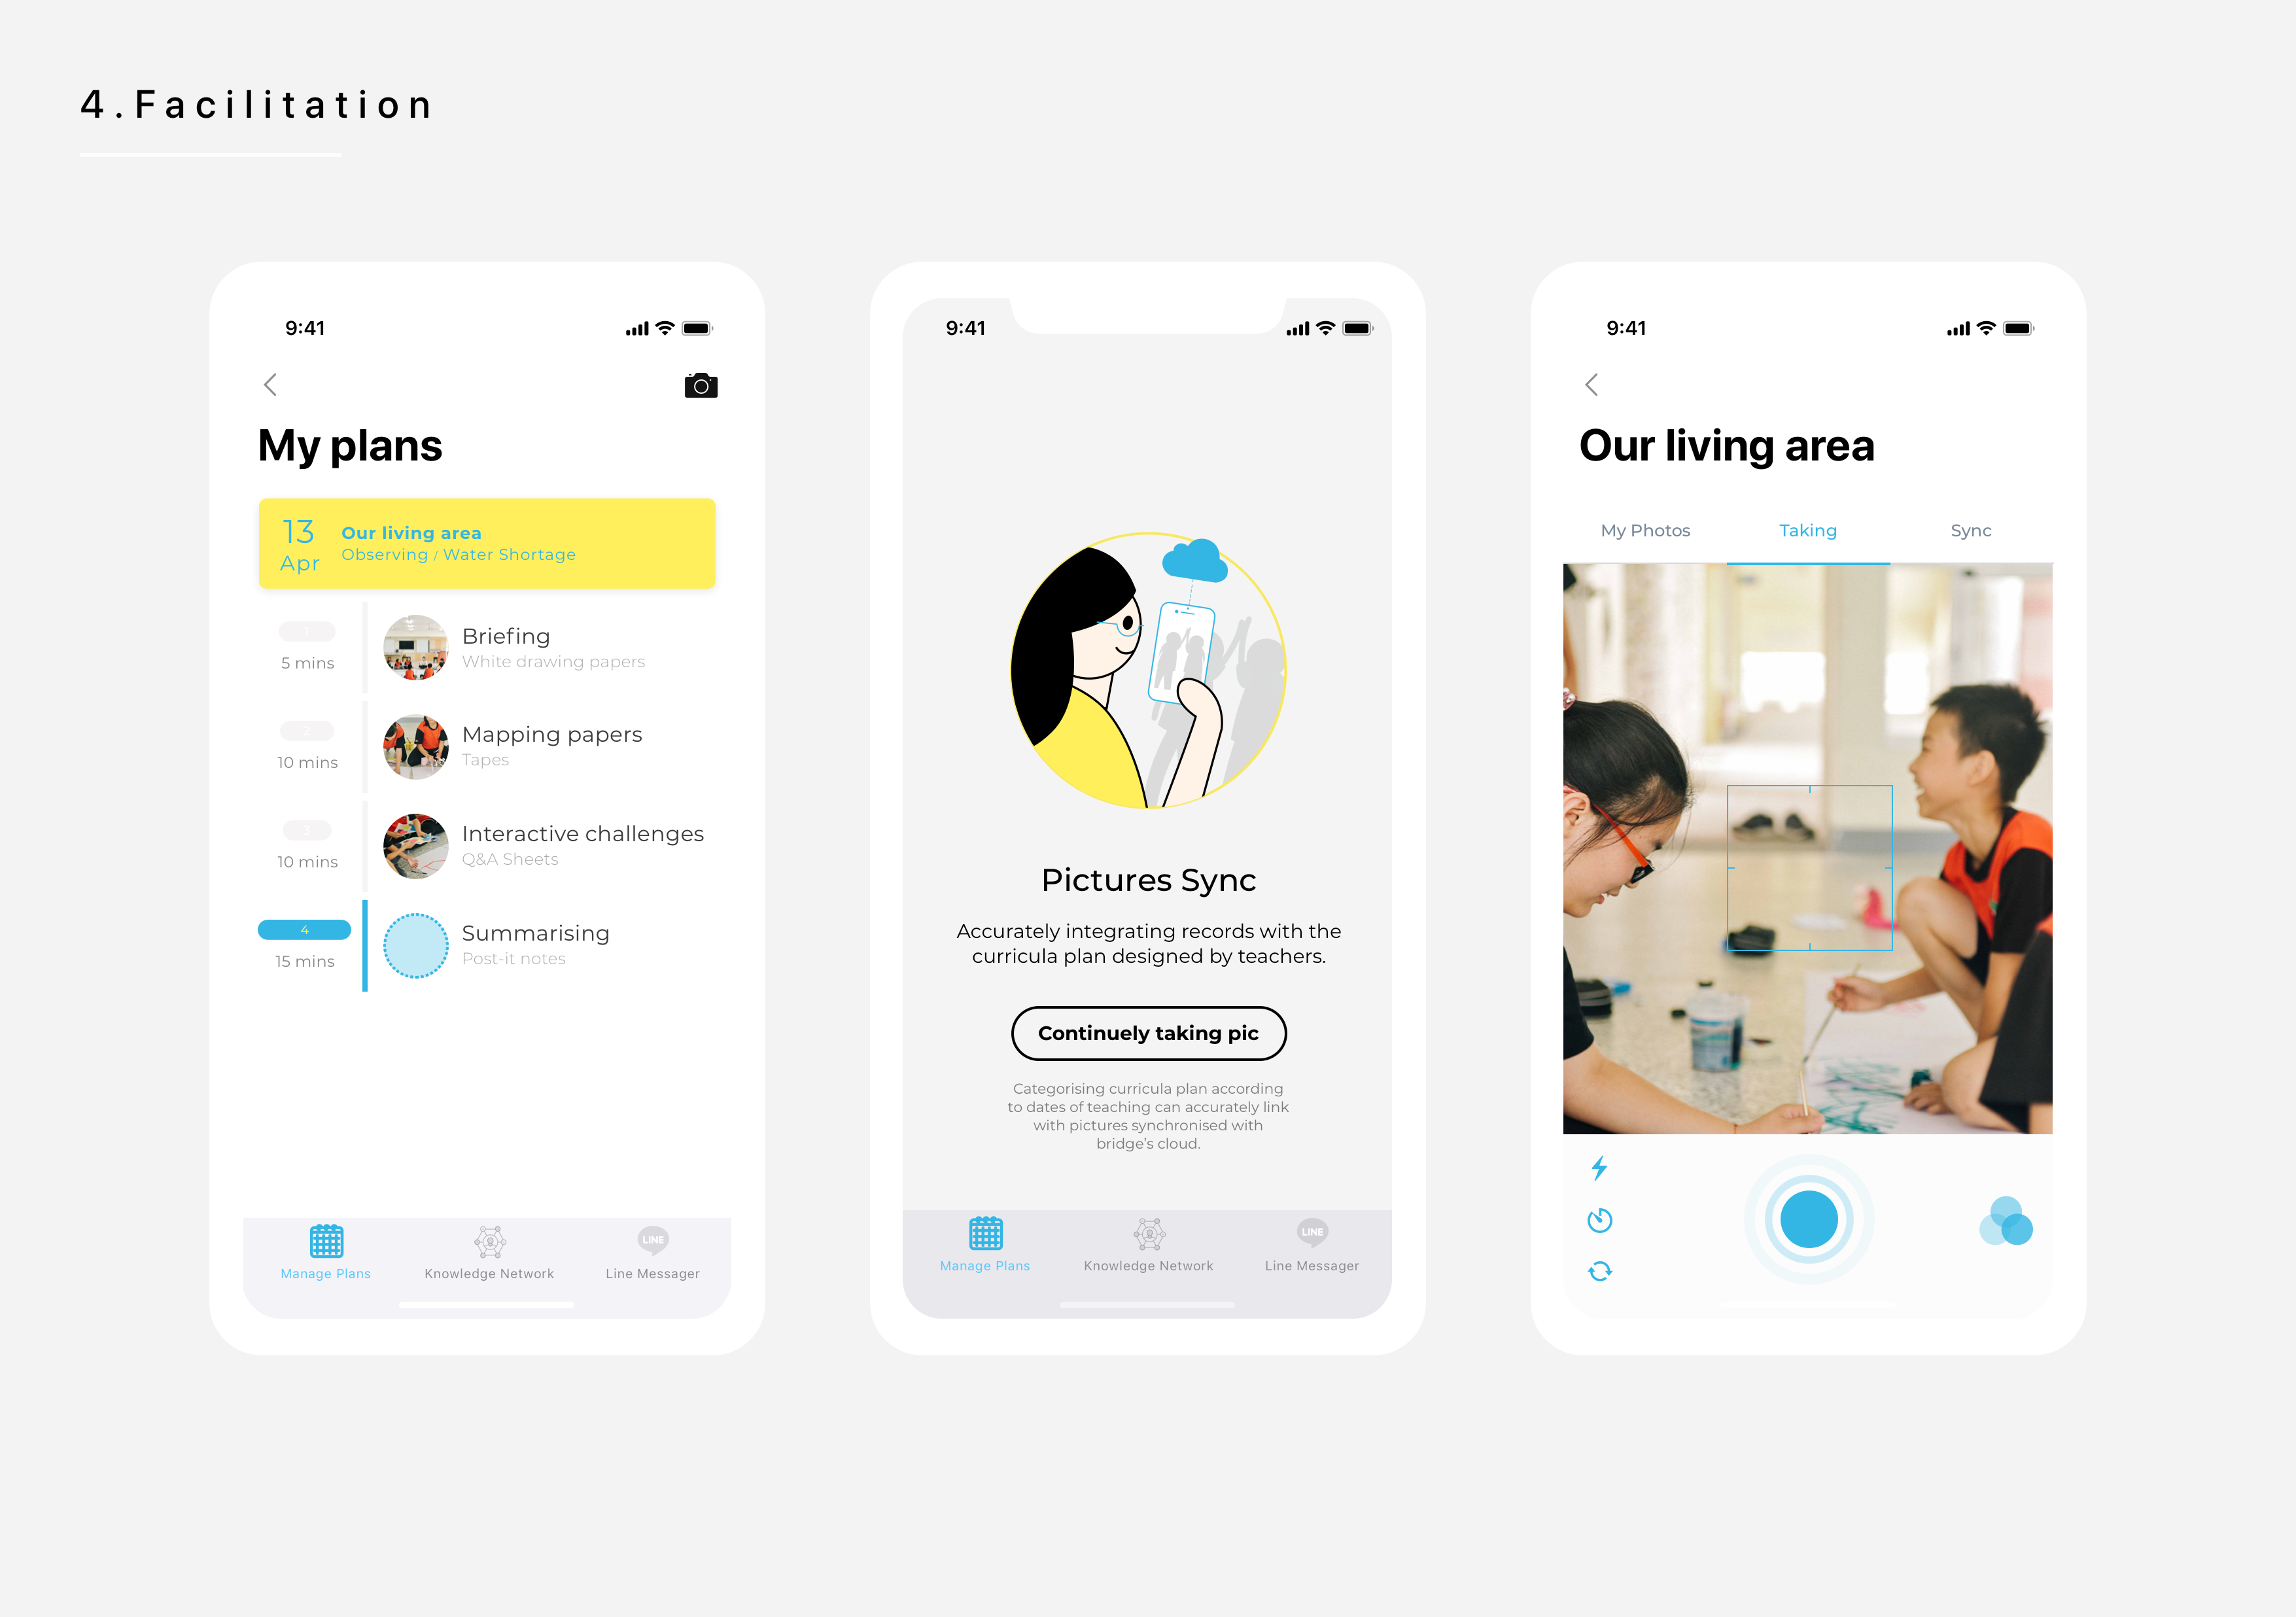 4.Facilitation
9:41
My plans
13
Apr
Our living area
Observing / Water Shortage
1
5 mins
Briefing
White drawing papers
2
10 mins
Mapping papers
Tapes
3
10 mins
Interactive challenges
Q&A Sheets
4
15 mins
Summarising
Post-it notes
LINE
Manage Plans
Knowledge Network
Line Messager
9:41
Pictures Sync
Accurately integrating records with the
curricula plan designed by teachers.
Continuely taking pic
Categorising curricula plan according
to dates of teaching can accurately link
with pictures synchronised with
bridge’s cloud.
LINE
Manage Plans
Knowledge Network
Line Messager
9:41
Our living area
My Photos
Taking
Sync